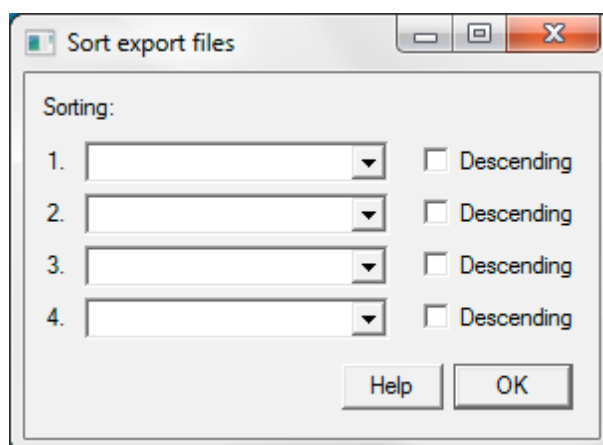 Sort export files
Sorting:
1. Descending
2. Descending
3. Descending
4. Descending
Help OK